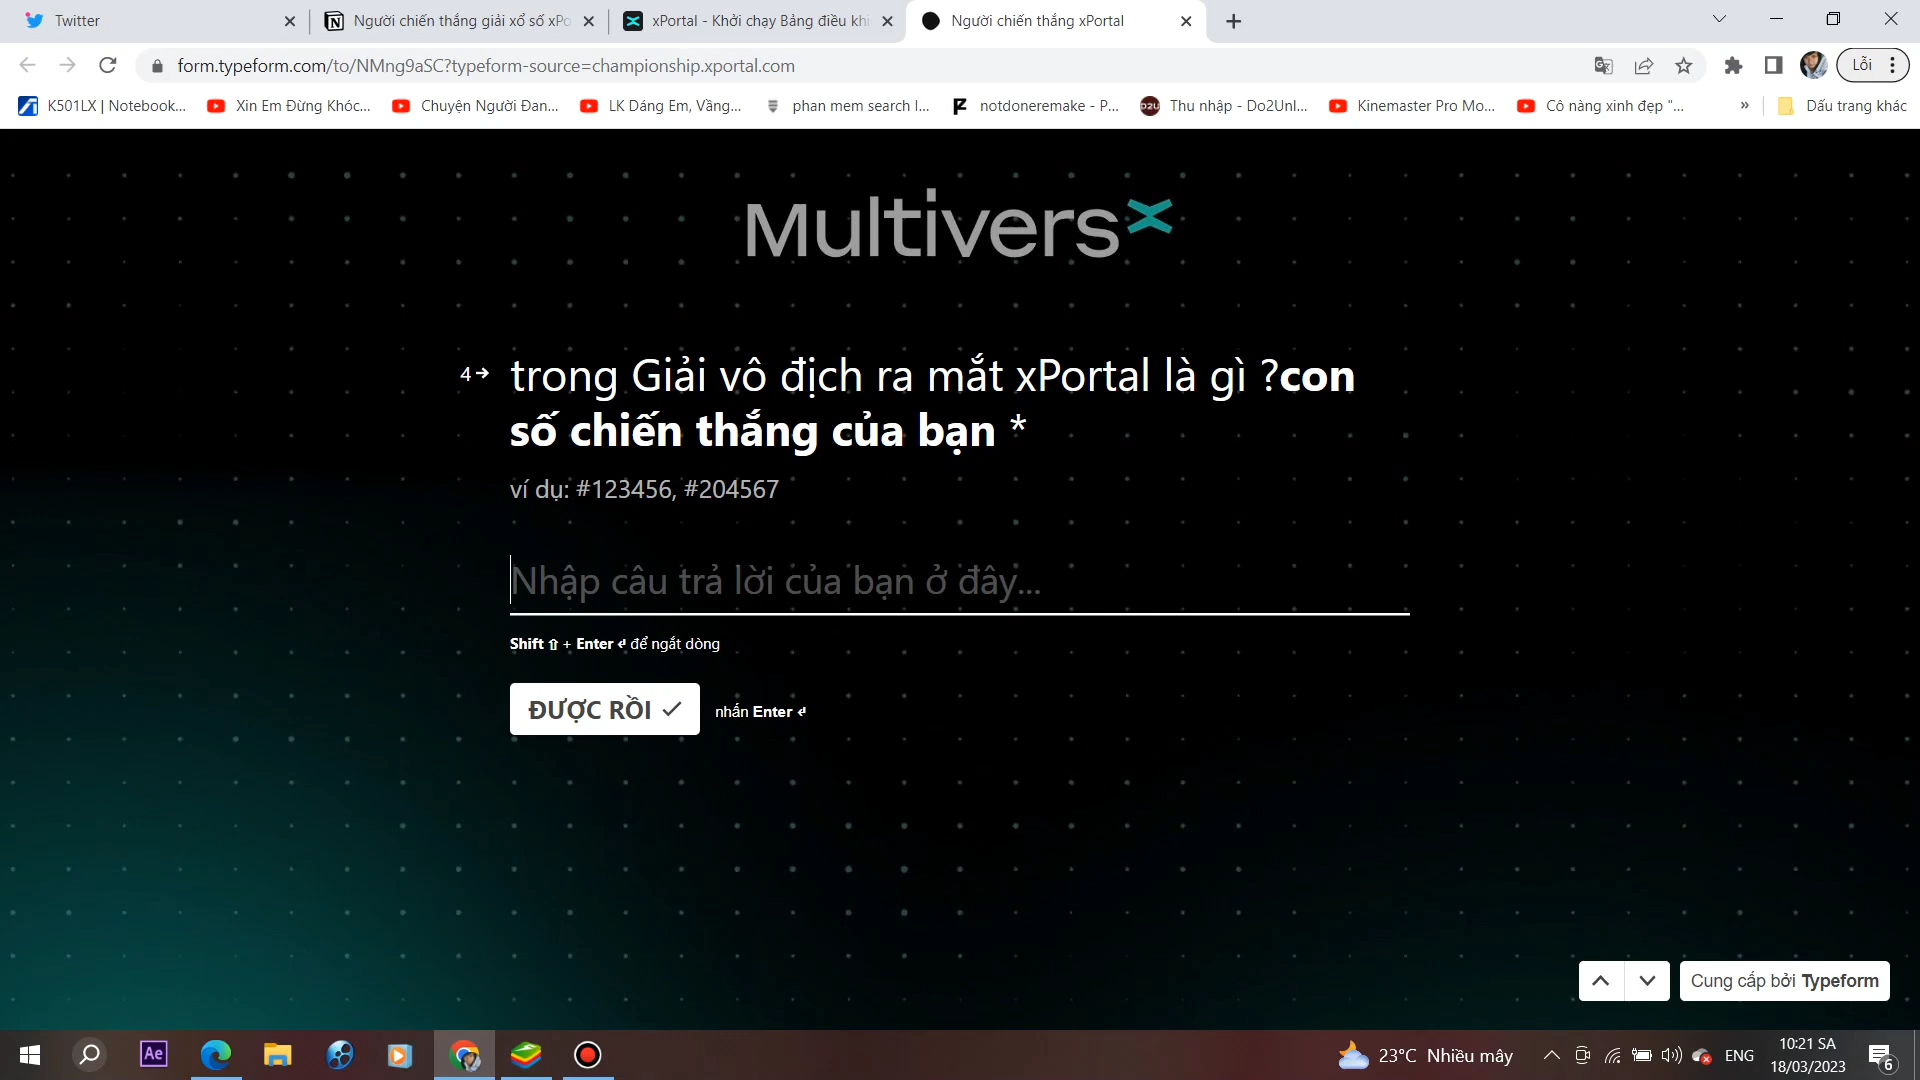 Twitter
Người chiến thắng giải xổ số xPo
xPortal - Khởi chạy Bảng điều khi
Người chiến thắng xPortal
form.typeform.com/to/NMng9aSC?typeform-source=championship.xportal.com
Lỗi
K501LX | Notebook...
Xin Em Đừng Khóc...
Chuyện Người Đan...
LK Dáng Em, Vầng...
phan mem search l...
notdoneremake - P...
Thu nhập - Do2Unl...
Kinemaster Pro Mo...
Cô nàng xinh đẹp "...
»
Dấu trang khác
Multivers
4→ trong Giải vô địch ra mắt xPortal là gì ?con
số chiến thắng của bạn *
ví dụ: #123456, #204567
Nhập câu trả lời của bạn ở đây...
Shift ⇧ + Enter ↵ để ngắt dòng
ĐƯỢC RỒI ✓
nhấn Enter ↵
Cung cấp bởi Typeform
Ae
23°C Nhiều mây
ENG
10:21 SA
18/03/2023
6